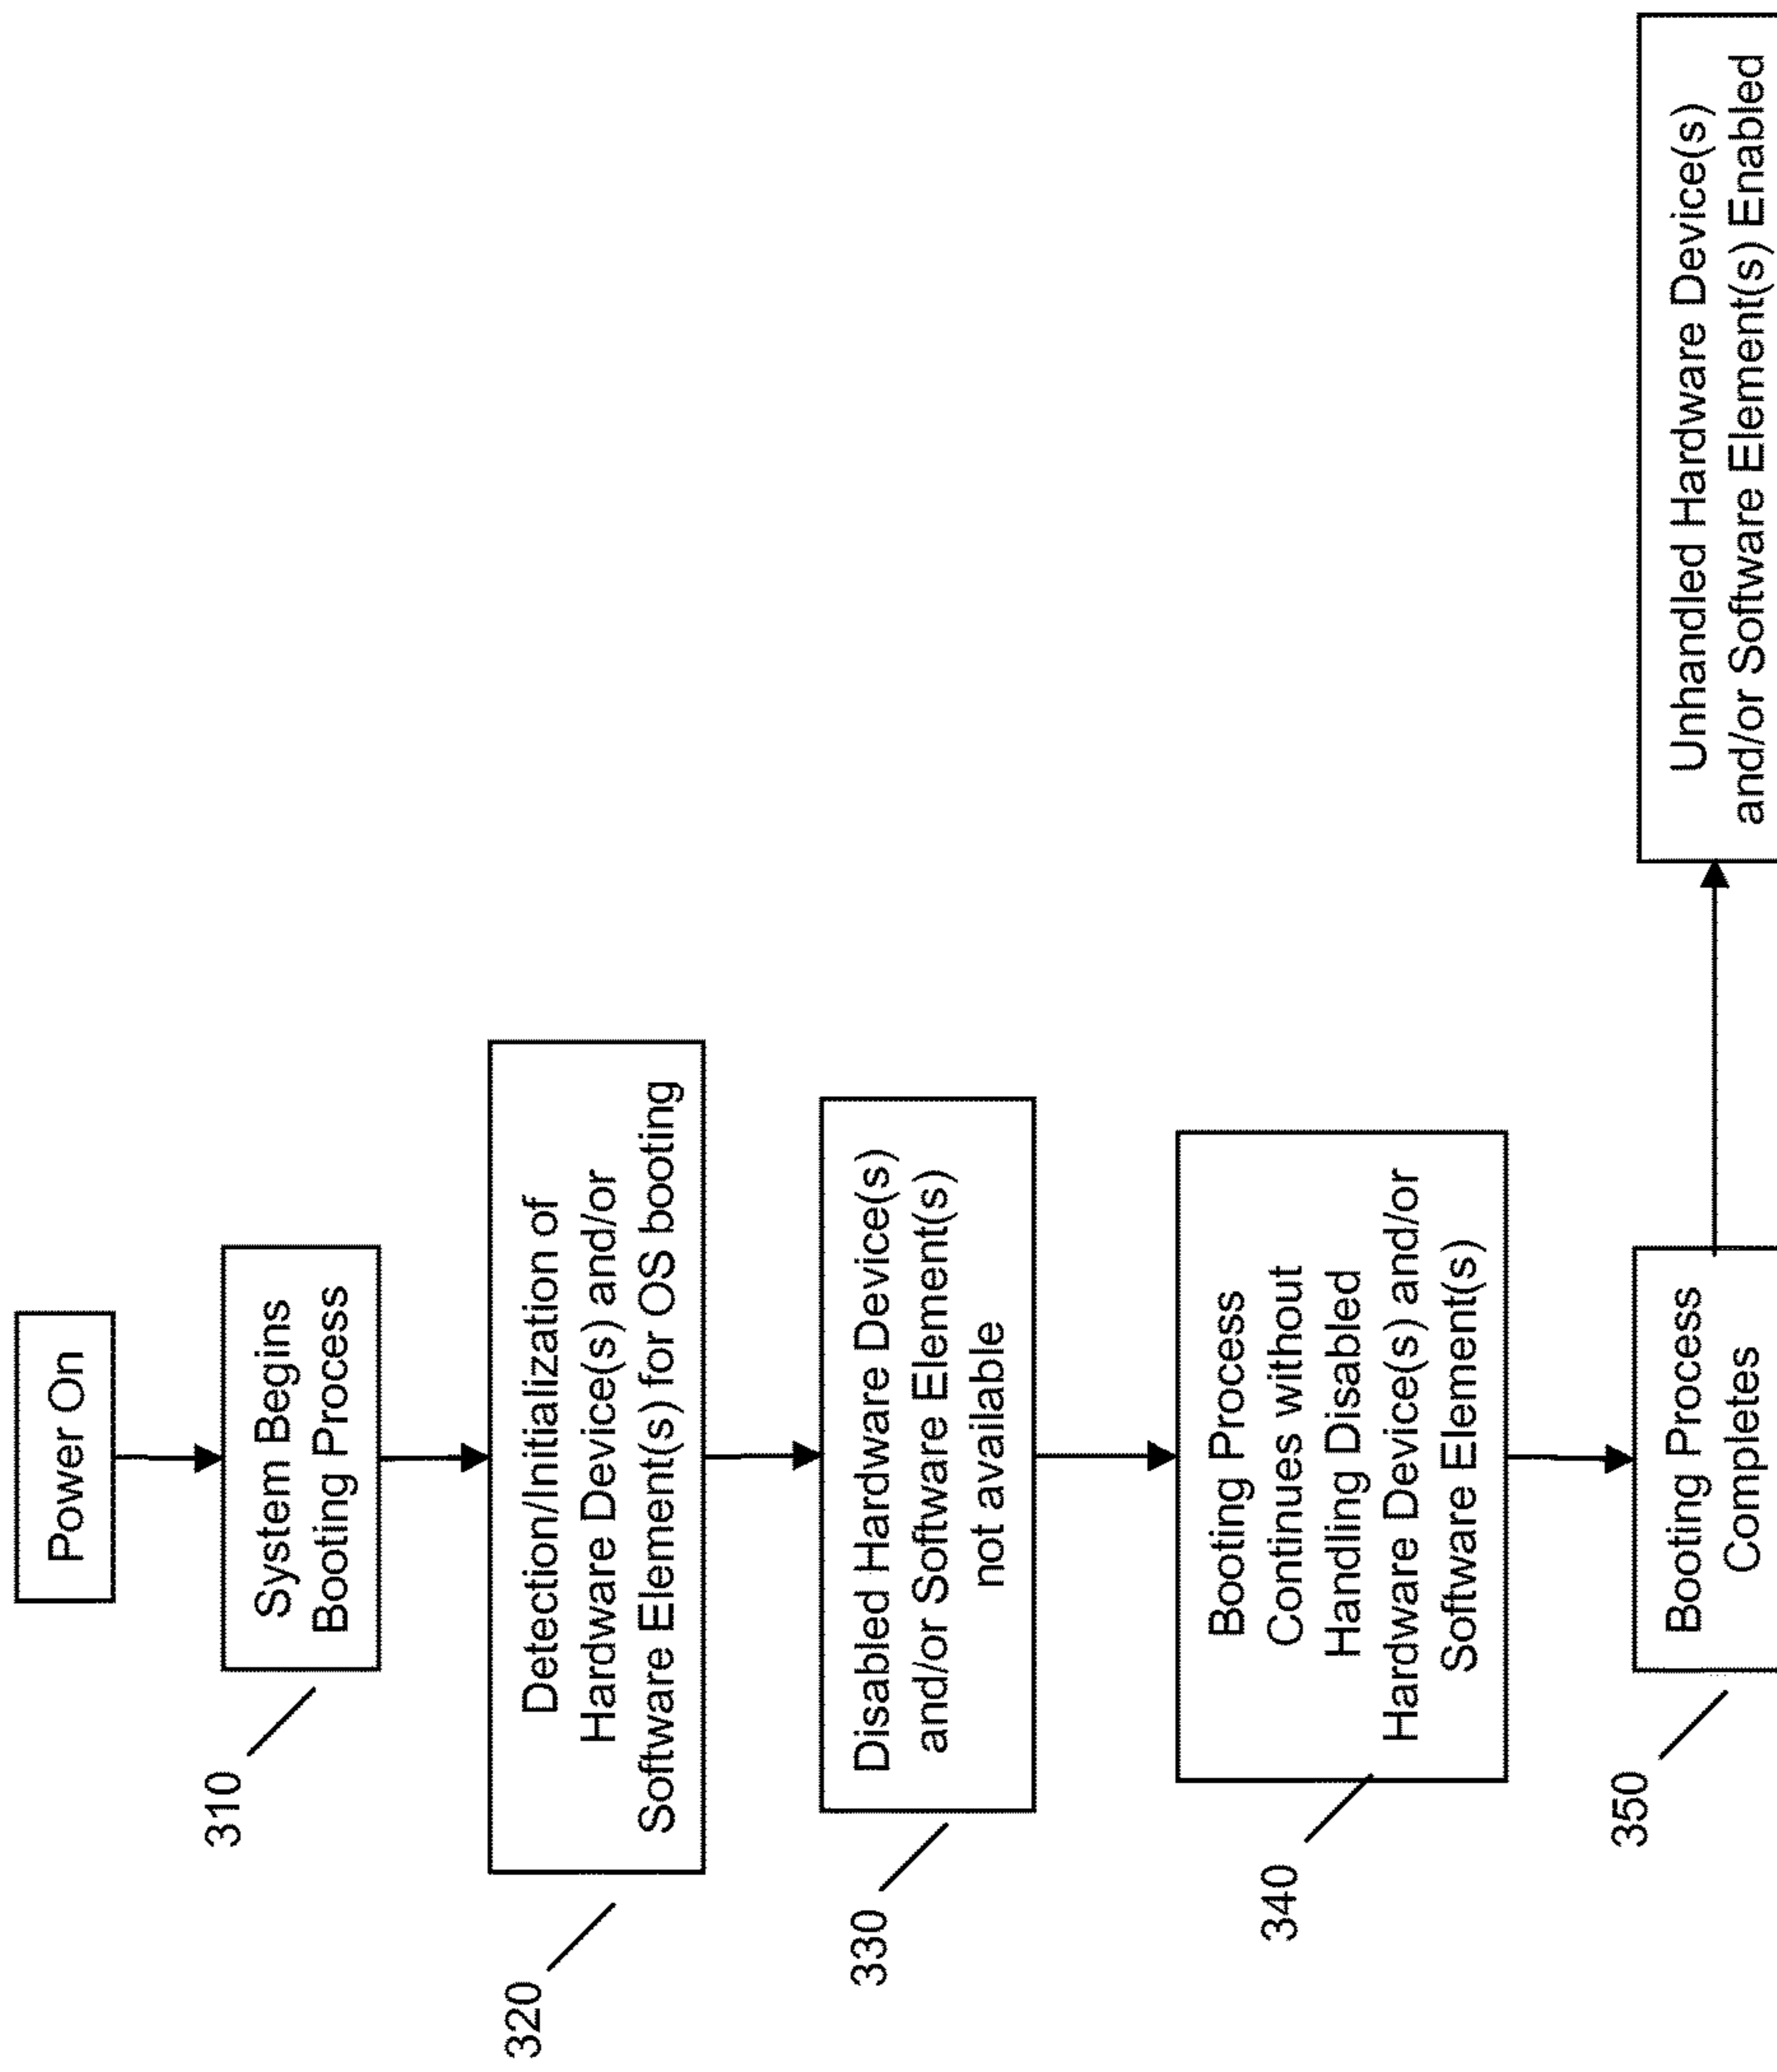 Power On
System Begins
Booting Process
310
Detection/Initialization of
Hardware Device(s) and/or
Software Element(s) for OS booting
320
Disabled Hardware Device(s)
and/or Software Element(s)
not available
330
Booting Process
Continues without
Handling Disabled
Hardware Device(s) and/or
Software Element(s)
340
Booting Process
Completes
350
Unhandled Hardware Device(s)
and/or Software Element(s) Enabled